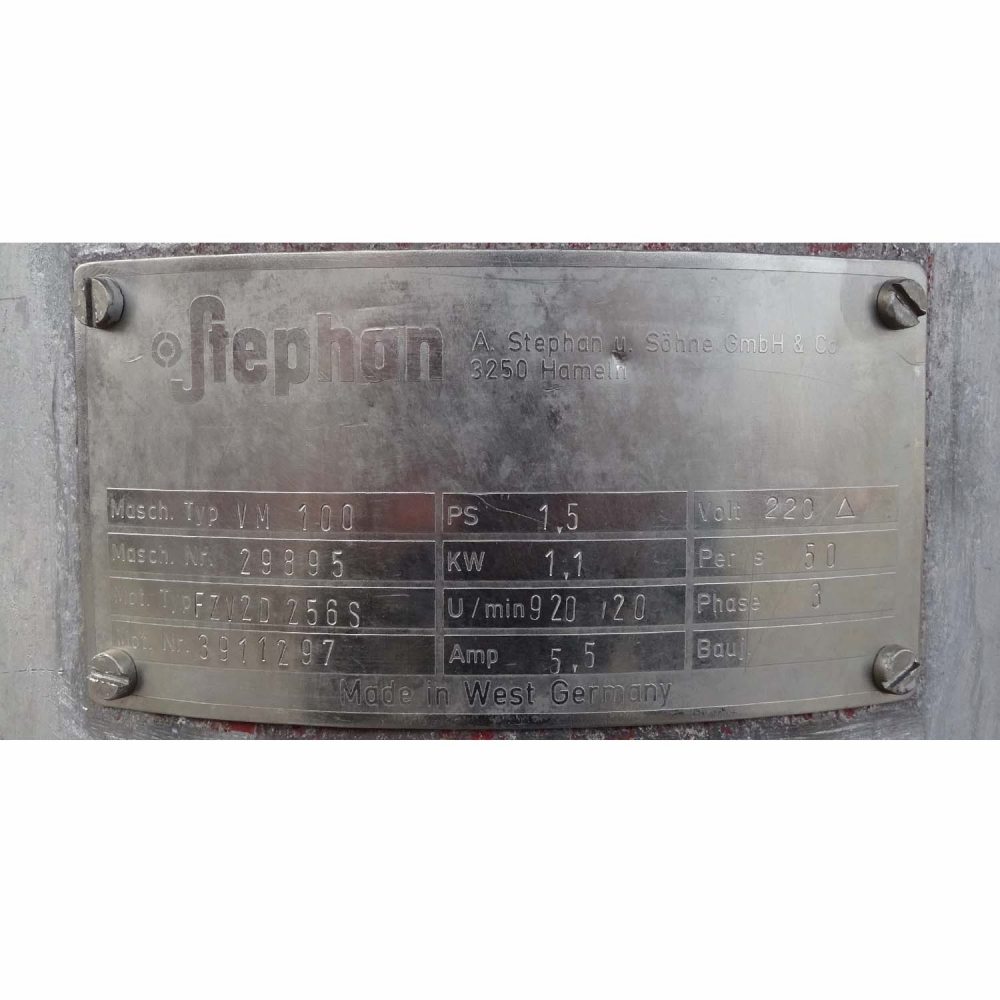 Stephan
A. Stephan u. Söhne GmbH & Co
3250 Hameln
Masch. Typ VM 100 PS 1,5 Volt 220 Δ
Masch. Nr. 29895 KW 1,1 Per/s 50
Mot. Typ FZV2D 256S U/min 920 /20 Phase 3
Mot. Nr. 3911297 Amp 5,5 Bauj.
Made in West Germany